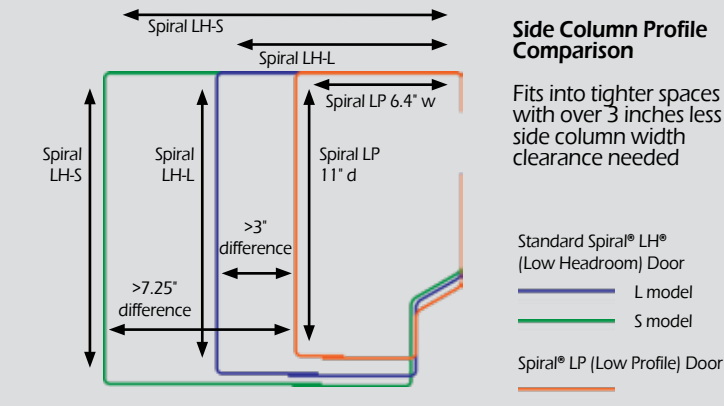 Spiral LH-S
Spiral LH-L
Spiral LP 6.4" w
Spiral
LH-S
Spiral
LH-L
Spiral LP
11" d
>3"
difference
>7.25"
difference
Side Column Profile
Comparison
Fits into tighter spaces
with over 3 inches less
side column width
clearance needed
Standard Spiral® LH®
(Low Headroom) Door
L model
S model
Spiral® LP (Low Profile) Door